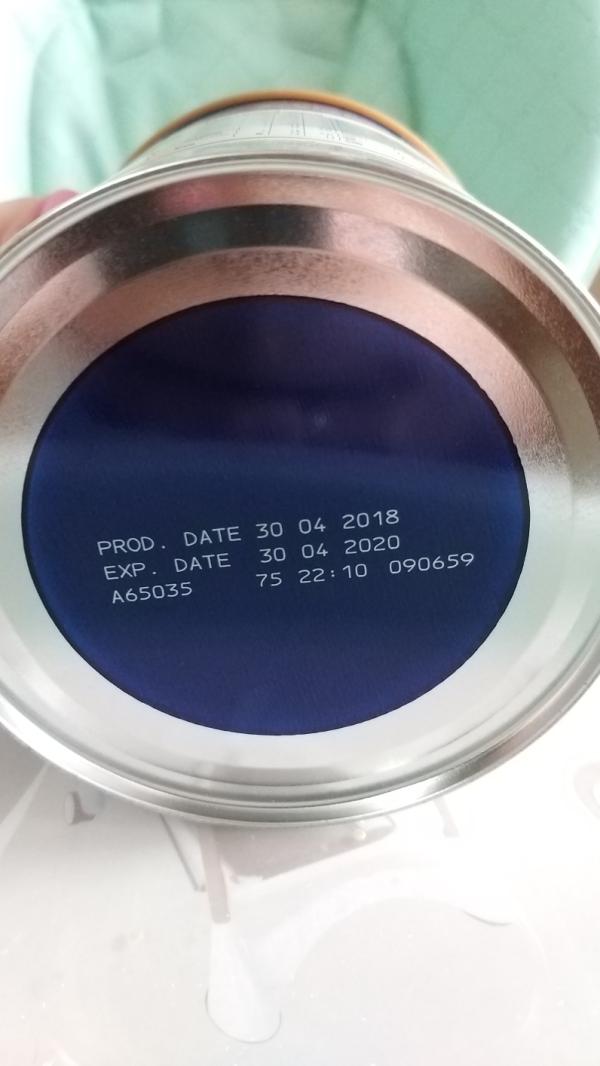 PROD. DATE 30 04 2018
EXP. DATE 30 04 2020
A65035 75 22:10 090659